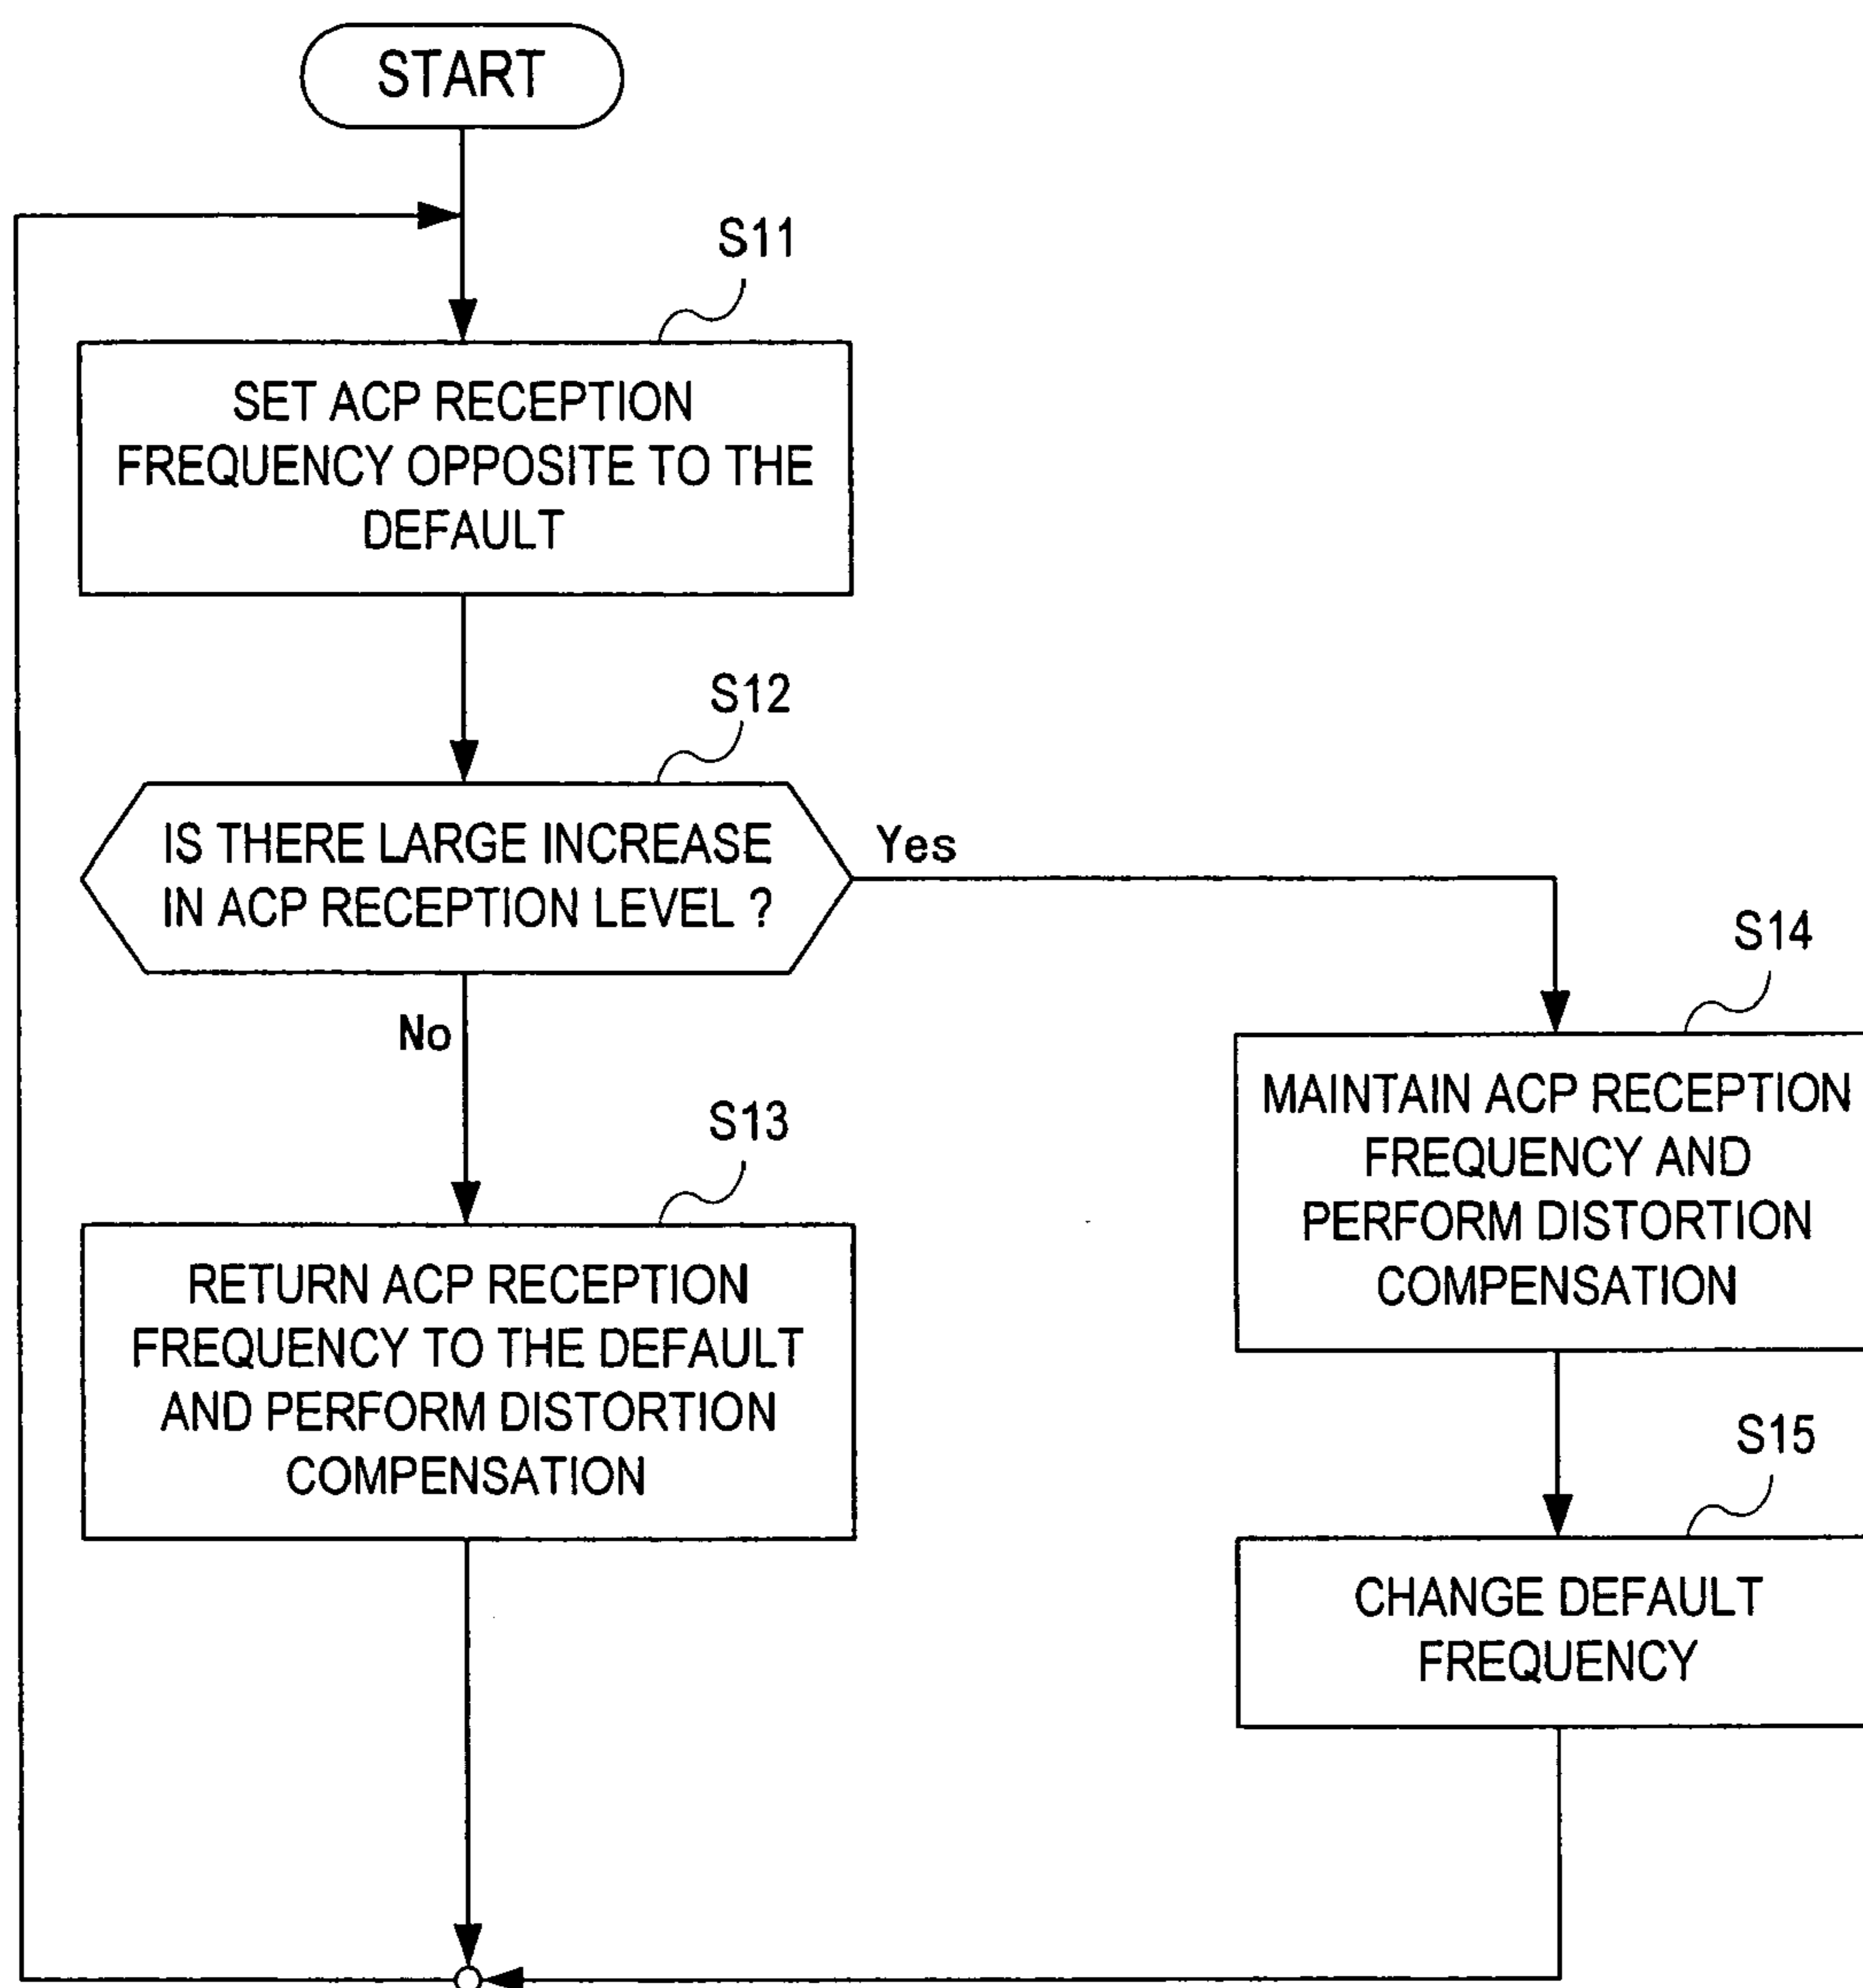 START
S11
SET ACP RECEPTION
FREQUENCY OPPOSITE TO THE
DEFAULT
S12
IS THERE LARGE INCREASE
IN ACP RECEPTION LEVEL ?
Yes
No
S13
RETURN ACP RECEPTION
FREQUENCY TO THE DEFAULT
AND PERFORM DISTORTION
COMPENSATION
S14
MAINTAIN ACP RECEPTION
FREQUENCY AND
PERFORM DISTORTION
COMPENSATION
S15
CHANGE DEFAULT
FREQUENCY